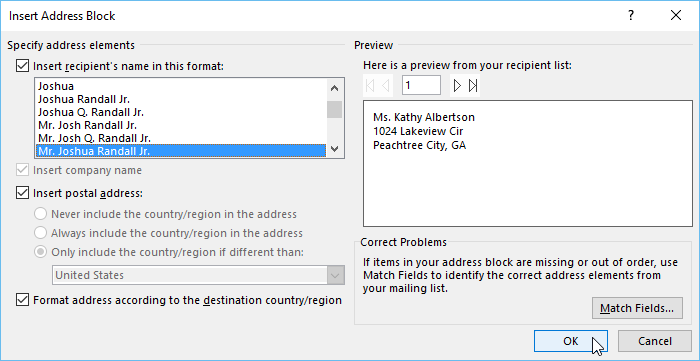 Insert Address Block
Specify address elements
Insert recipient's name in this format:
Joshua
Joshua Randall Jr.
Joshua Q. Randall Jr.
Mr. Josh Randall Jr.
Mr. Josh Q. Randall Jr.
Mr. Joshua Randall Jr.
Insert company name
Insert postal address:
Never include the country/region in the address
Always include the country/region in the address
Only include the country/region if different than:
United States
Format address according to the destination country/region
Preview
Here is a preview from your recipient list:
1
Ms. Kathy Albertson
1024 Lakeview Cir
Peachtree City, GA
Correct Problems
If items in your address block are missing or out of order, use
Match Fields to identify the correct address elements from
your mailing list.
Match Fields...
OK
Cancel